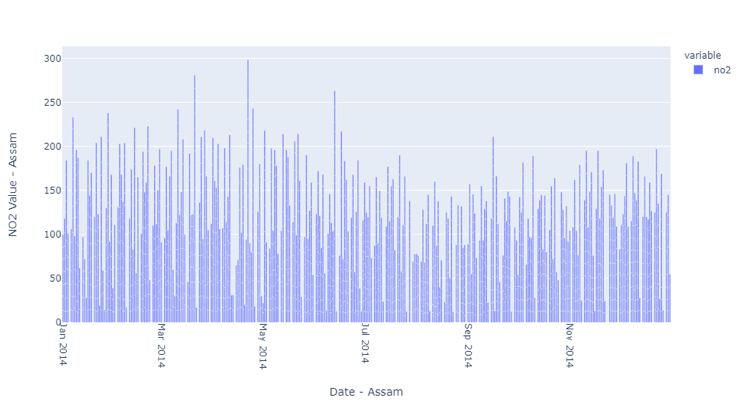 variable
no2
300
250
200
150
100
50
0
NO2 Value - Assam
Jan 2014
Mar 2014
May 2014
Jul 2014
Sep 2014
Nov 2014
Date - Assam